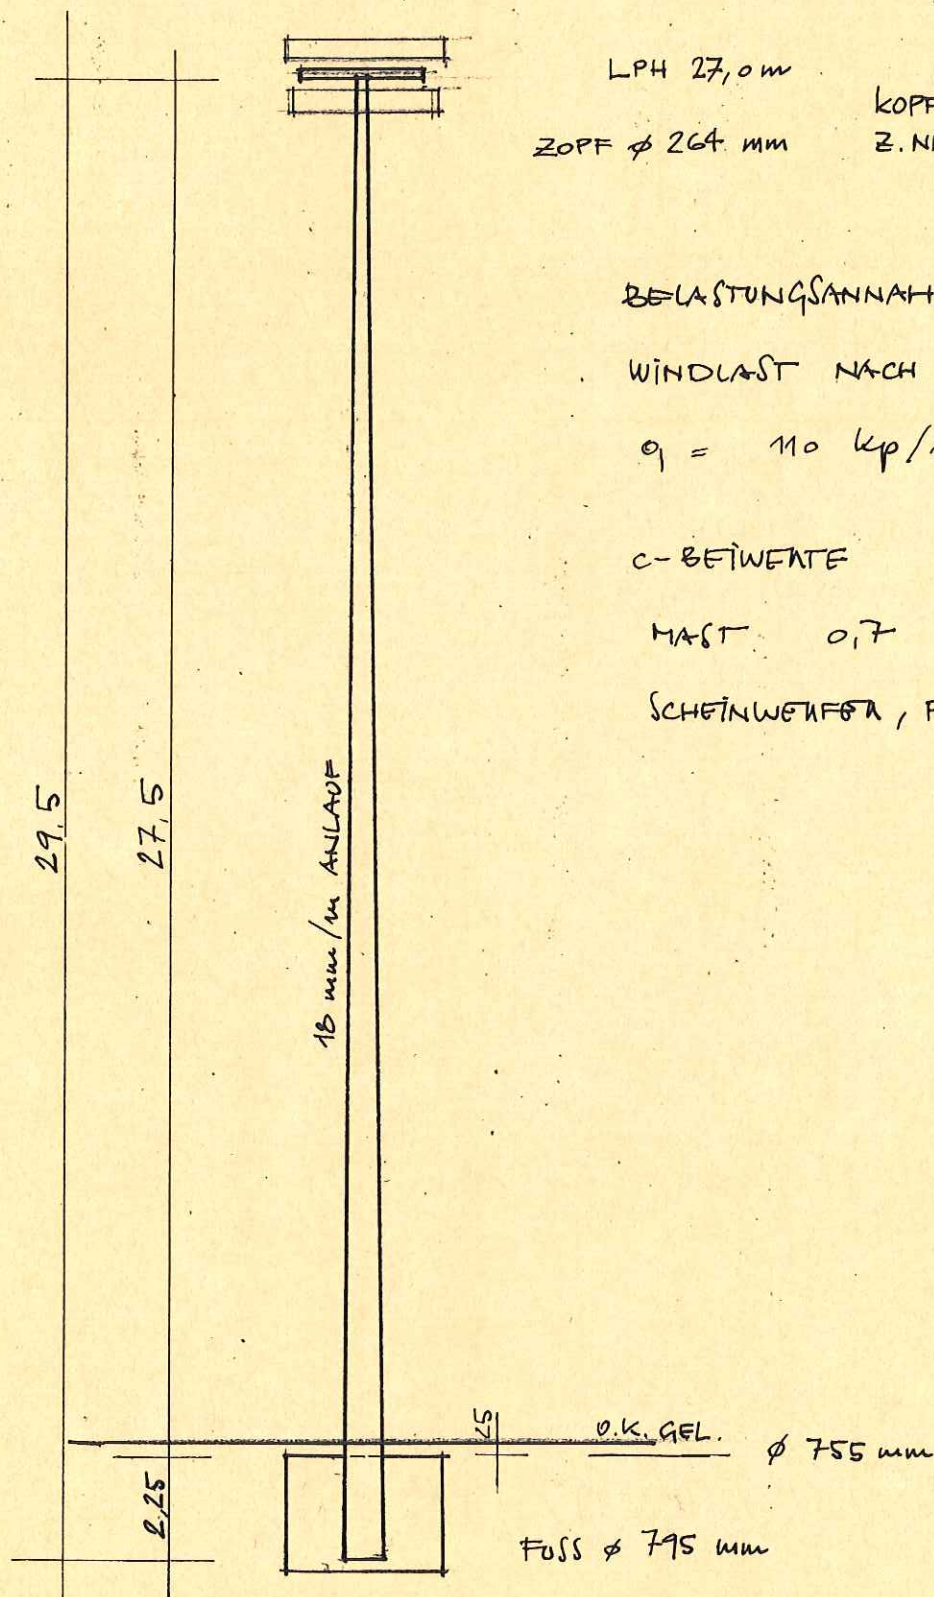 LPH 27,0 m
KOPF
ZOPF ø 264 mm Z.N
BELASTUNGSANNAH
WINDLAST NACH
q = 110 kp/
C-BEIWERTE
MAST 0,7
SCHEINWERFER, F
29,5
27,5
18 mm/m ANLAUF
25
O.K. GEL.
ø 755 mm
2,25
FUSS ø 795 mm